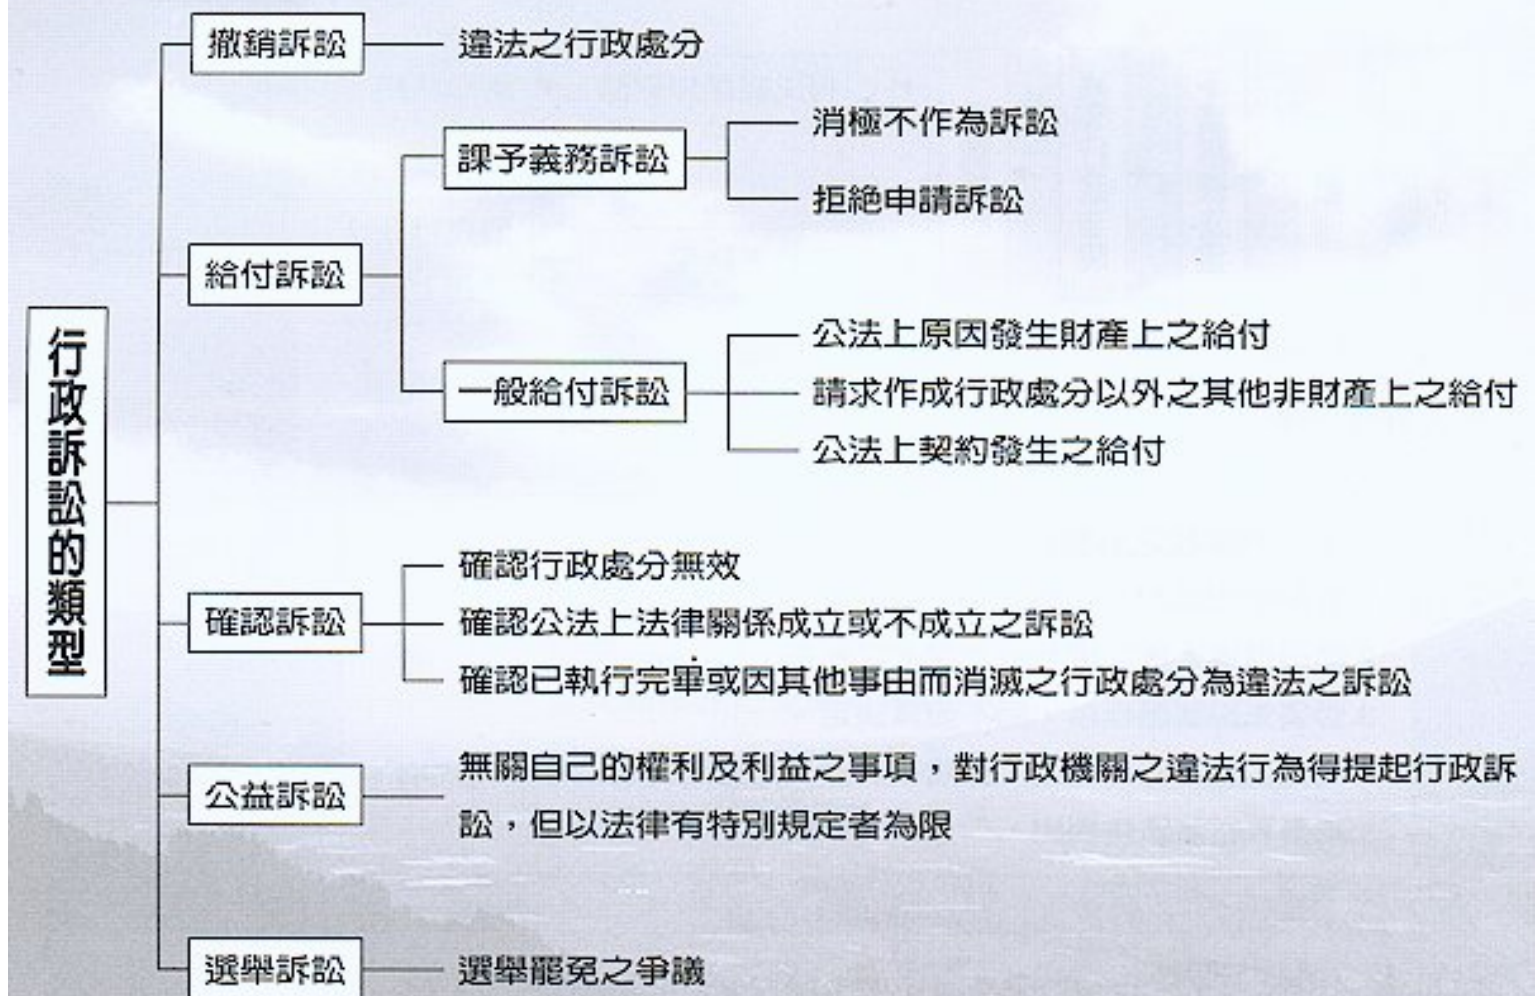 行政訴訟的類型
撤銷訴訟
違法之行政處分
給付訴訟
課予義務訴訟
消極不作為訴訟
拒絕申請訴訟
一般給付訴訟
公法上原因發生財產上之給付
請求作成行政處分以外之其他非財產上之給付
公法上契約發生之給付
確認訴訟
確認行政處分無效
確認公法上法律關係成立或不成立之訴訟
確認已執行完畢或因其他事由而消滅之行政處分為違法之訴訟
公益訴訟
無關自己的權利及利益之事項，對行政機關之違法行為得提起行政訴
訟，但以法律有特別規定者為限
選舉訴訟
選舉罷免之爭議